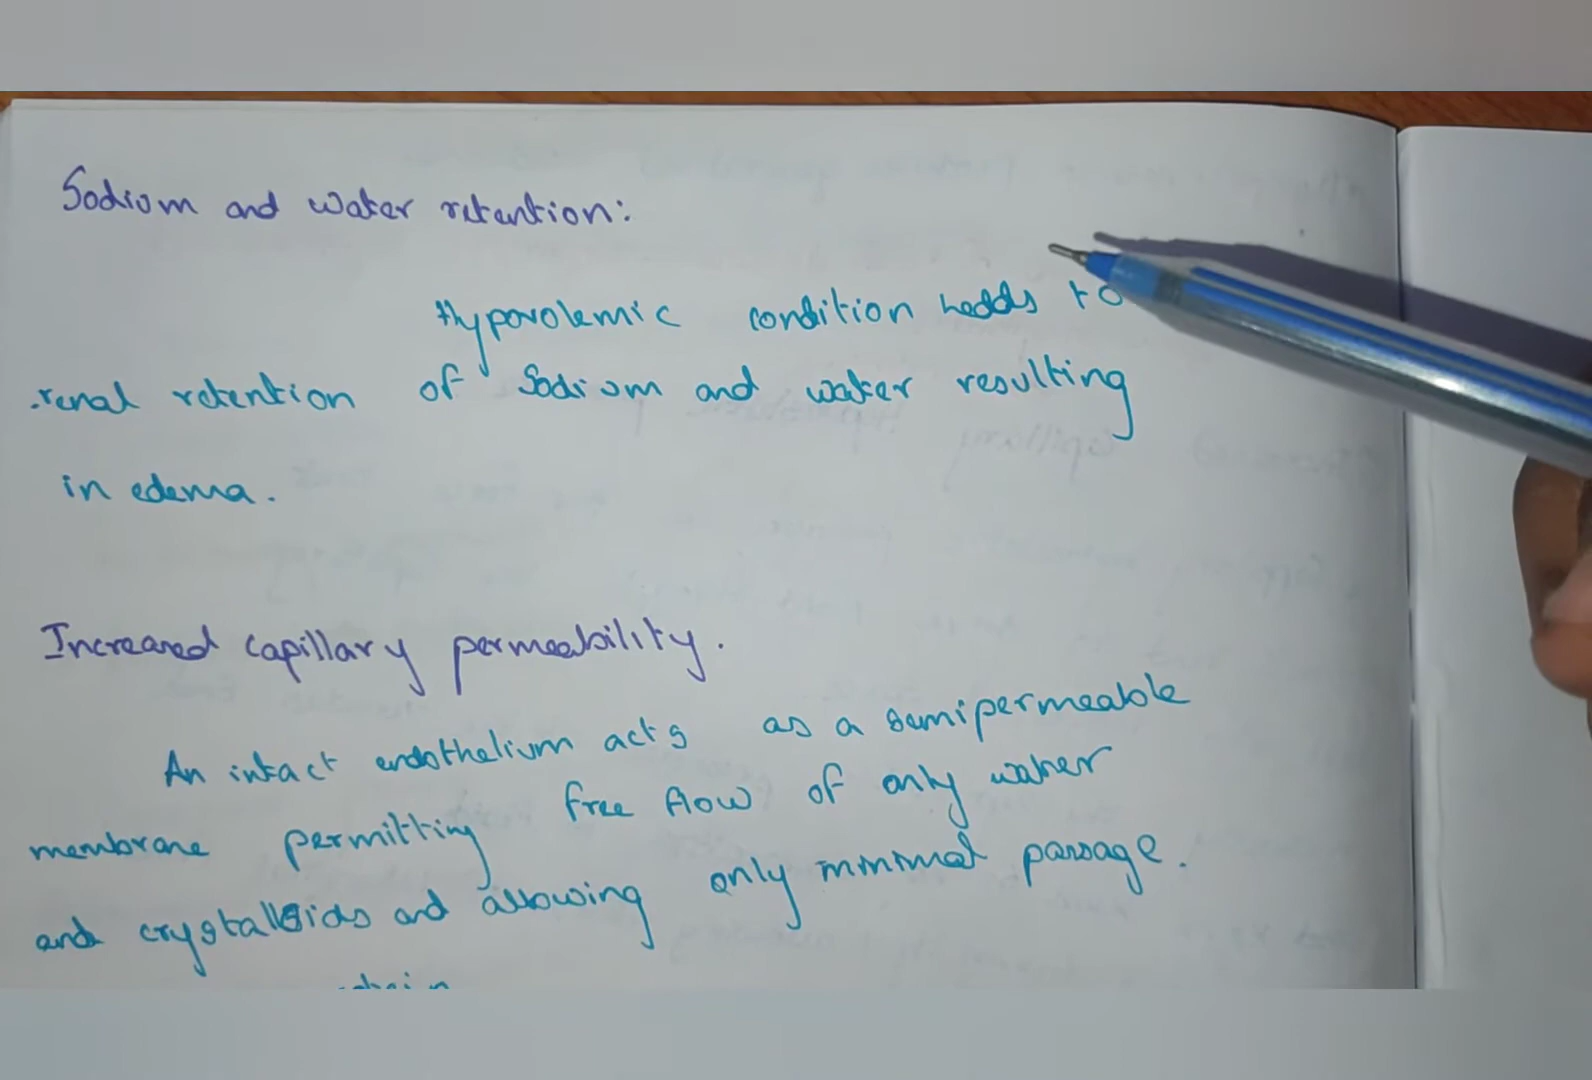 Sodium and water retention:
Hypovolemic condition leads to
renal retention of Sodium and water resulting
in edema.
Increased capillary permeability.
An intact endothelium acts as a semipermeable
membrane permitting free flow of only water
and crystalloids and allowing only minimal passage.